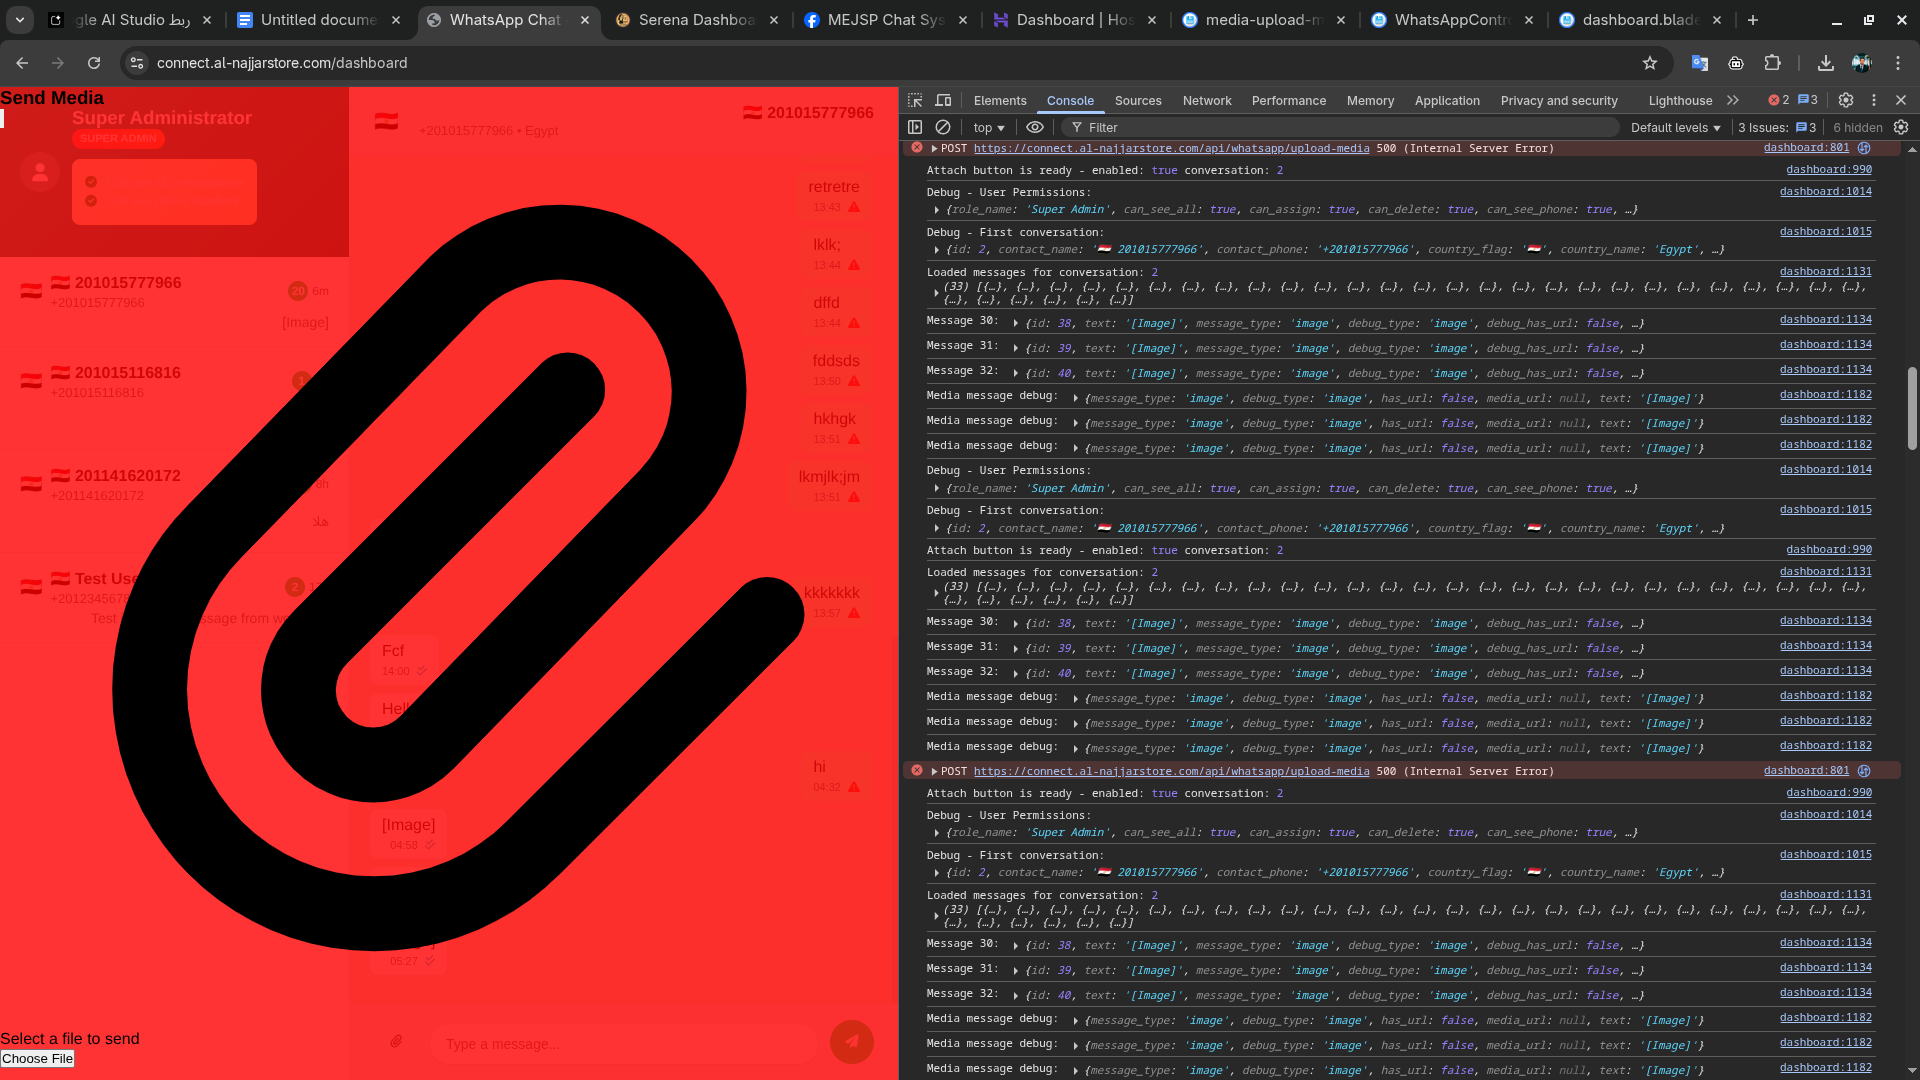 gle AI Studio ربط
Untitled docume
WhatsApp Chat
Serena Dashboa
MEJSP Chat Sys
Dashboard | Hos
media-upload-m
WhatsAppContr
dashboard.blade
connect.al-najjarstore.com/dashboard
Send Media
Super Administrator
SUPER ADMIN
201015777966
+201015777966
20 6m
[Image]
201015116816
+201015116816
1
201141620172
+201141620172
8h
هلا
Test Use
+2012345678
2
Test
ssage from w
201015777966
+201015777966 • Egypt
retretre
13:43
lklk;
13:44
dffd
13:44
fddsds
13:50
hkhgk
13:51
lkmjlk;jm
13:51
kkkkkkk
13:57
Fcf
14:00
Hell
hi
04:32
[Image]
04:58
05:27
Type a message...
Select a file to send
Choose File
Elements Console Sources Network Performance Memory Application Privacy and security Lighthouse 2 3
top Filter Default levels 3 Issues: 3 6 hidden
POST https://connect.al-najjarstore.com/api/whatsapp/upload-media 500 (Internal Server Error) dashboard:801
Attach button is ready - enabled: true conversation: 2 dashboard:990
Debug - User Permissions: dashboard:1014
{role_name: 'Super Admin', can_see_all: true, can_assign: true, can_delete: true, can_see_phone: true, …}
Debug - First conversation: dashboard:1015
{id: 2, contact_name: '🇪🇬 201015777966', contact_phone: '+201015777966', country_flag: '🇪🇬', country_name: 'Egypt', …}
Loaded messages for conversation: 2 dashboard:1131
(33) [{…}, {…}, {…}, {…}, {…}, {…}, {…}, {…}, {…}, {…}, {…}, {…}, {…}, {…}, {…}, {…}, {…}, {…}, {…}, {…}, {…}, {…}, {…}, {…}, {…}, {…}, {…},
{…}, {…}, {…}, {…}, {…}, {…}]
Message 30: {id: 38, text: '[Image]', message_type: 'image', debug_type: 'image', debug_has_url: false, …} dashboard:1134
Message 31: {id: 39, text: '[Image]', message_type: 'image', debug_type: 'image', debug_has_url: false, …} dashboard:1134
Message 32: {id: 40, text: '[Image]', message_type: 'image', debug_type: 'image', debug_has_url: false, …} dashboard:1134
Media message debug: {message_type: 'image', debug_type: 'image', has_url: false, media_url: null, text: '[Image]'} dashboard:1182
Media message debug: {message_type: 'image', debug_type: 'image', has_url: false, media_url: null, text: '[Image]'} dashboard:1182
Media message debug: {message_type: 'image', debug_type: 'image', has_url: false, media_url: null, text: '[Image]'} dashboard:1182
Debug - User Permissions: dashboard:1014
{role_name: 'Super Admin', can_see_all: true, can_assign: true, can_delete: true, can_see_phone: true, …}
Debug - First conversation: dashboard:1015
{id: 2, contact_name: '🇪🇬 201015777966', contact_phone: '+201015777966', country_flag: '🇪🇬', country_name: 'Egypt', …}
Attach button is ready - enabled: true conversation: 2 dashboard:990
Loaded messages for conversation: 2 dashboard:1131
(33) [{…}, {…}, {…}, {…}, {…}, {…}, {…}, {…}, {…}, {…}, {…}, {…}, {…}, {…}, {…}, {…}, {…}, {…}, {…}, {…}, {…}, {…}, {…}, {…}, {…}, {…}, {…},
{…}, {…}, {…}, {…}, {…}, {…}]
Message 30: {id: 38, text: '[Image]', message_type: 'image', debug_type: 'image', debug_has_url: false, …} dashboard:1134
Message 31: {id: 39, text: '[Image]', message_type: 'image', debug_type: 'image', debug_has_url: false, …} dashboard:1134
Message 32: {id: 40, text: '[Image]', message_type: 'image', debug_type: 'image', debug_has_url: false, …} dashboard:1134
Media message debug: {message_type: 'image', debug_type: 'image', has_url: false, media_url: null, text: '[Image]'} dashboard:1182
Media message debug: {message_type: 'image', debug_type: 'image', has_url: false, media_url: null, text: '[Image]'} dashboard:1182
Media message debug: {message_type: 'image', debug_type: 'image', has_url: false, media_url: null, text: '[Image]'} dashboard:1182
POST https://connect.al-najjarstore.com/api/whatsapp/upload-media 500 (Internal Server Error) dashboard:801
Attach button is ready - enabled: true conversation: 2 dashboard:990
Debug - User Permissions: dashboard:1014
{role_name: 'Super Admin', can_see_all: true, can_assign: true, can_delete: true, can_see_phone: true, …}
Debug - First conversation: dashboard:1015
{id: 2, contact_name: '🇪🇬 201015777966', contact_phone: '+201015777966', country_flag: '🇪🇬', country_name: 'Egypt', …}
Loaded messages for conversation: 2 dashboard:1131
(33) [{…}, {…}, {…}, {…}, {…}, {…}, {…}, {…}, {…}, {…}, {…}, {…}, {…}, {…}, {…}, {…}, {…}, {…}, {…}, {…}, {…}, {…}, {…}, {…}, {…}, {…}, {…},
{…}, {…}, {…}, {…}, {…}, {…}]
Message 30: {id: 38, text: '[Image]', message_type: 'image', debug_type: 'image', debug_has_url: false, …} dashboard:1134
Message 31: {id: 39, text: '[Image]', message_type: 'image', debug_type: 'image', debug_has_url: false, …} dashboard:1134
Message 32: {id: 40, text: '[Image]', message_type: 'image', debug_type: 'image', debug_has_url: false, …} dashboard:1134
Media message debug: {message_type: 'image', debug_type: 'image', has_url: false, media_url: null, text: '[Image]'} dashboard:1182
Media message debug: {message_type: 'image', debug_type: 'image', has_url: false, media_url: null, text: '[Image]'} dashboard:1182
Media message debug: {message_type: 'image', debug_type: 'image', has_url: false, media_url: null, text: '[Image]'} dashboard:1182